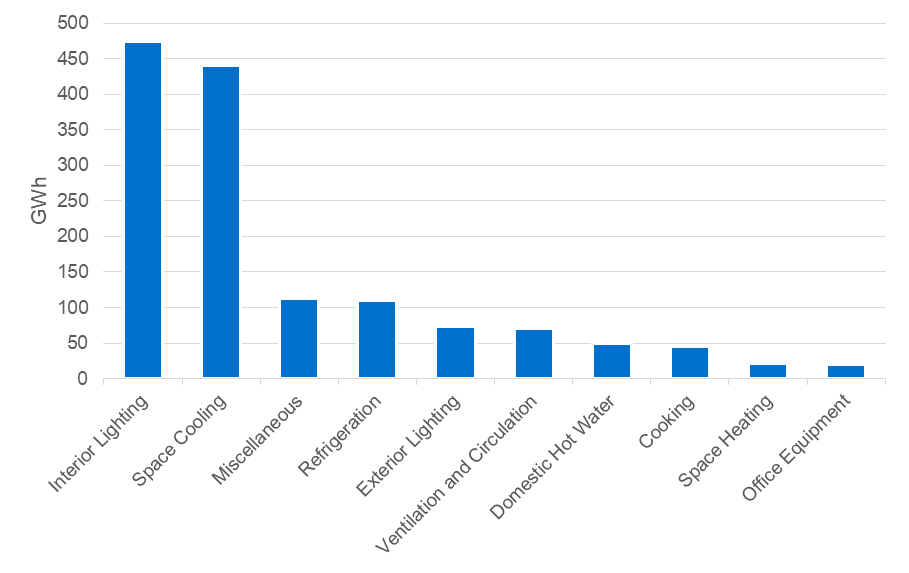 500
450
400
350
300
250
200
150
100
50
0
GWh
Interior Lighting
Space Cooling
Miscellaneous
Refrigeration
Exterior Lighting
Ventilation and Circulation
Domestic Hot Water
Cooking
Space Heating
Office Equipment